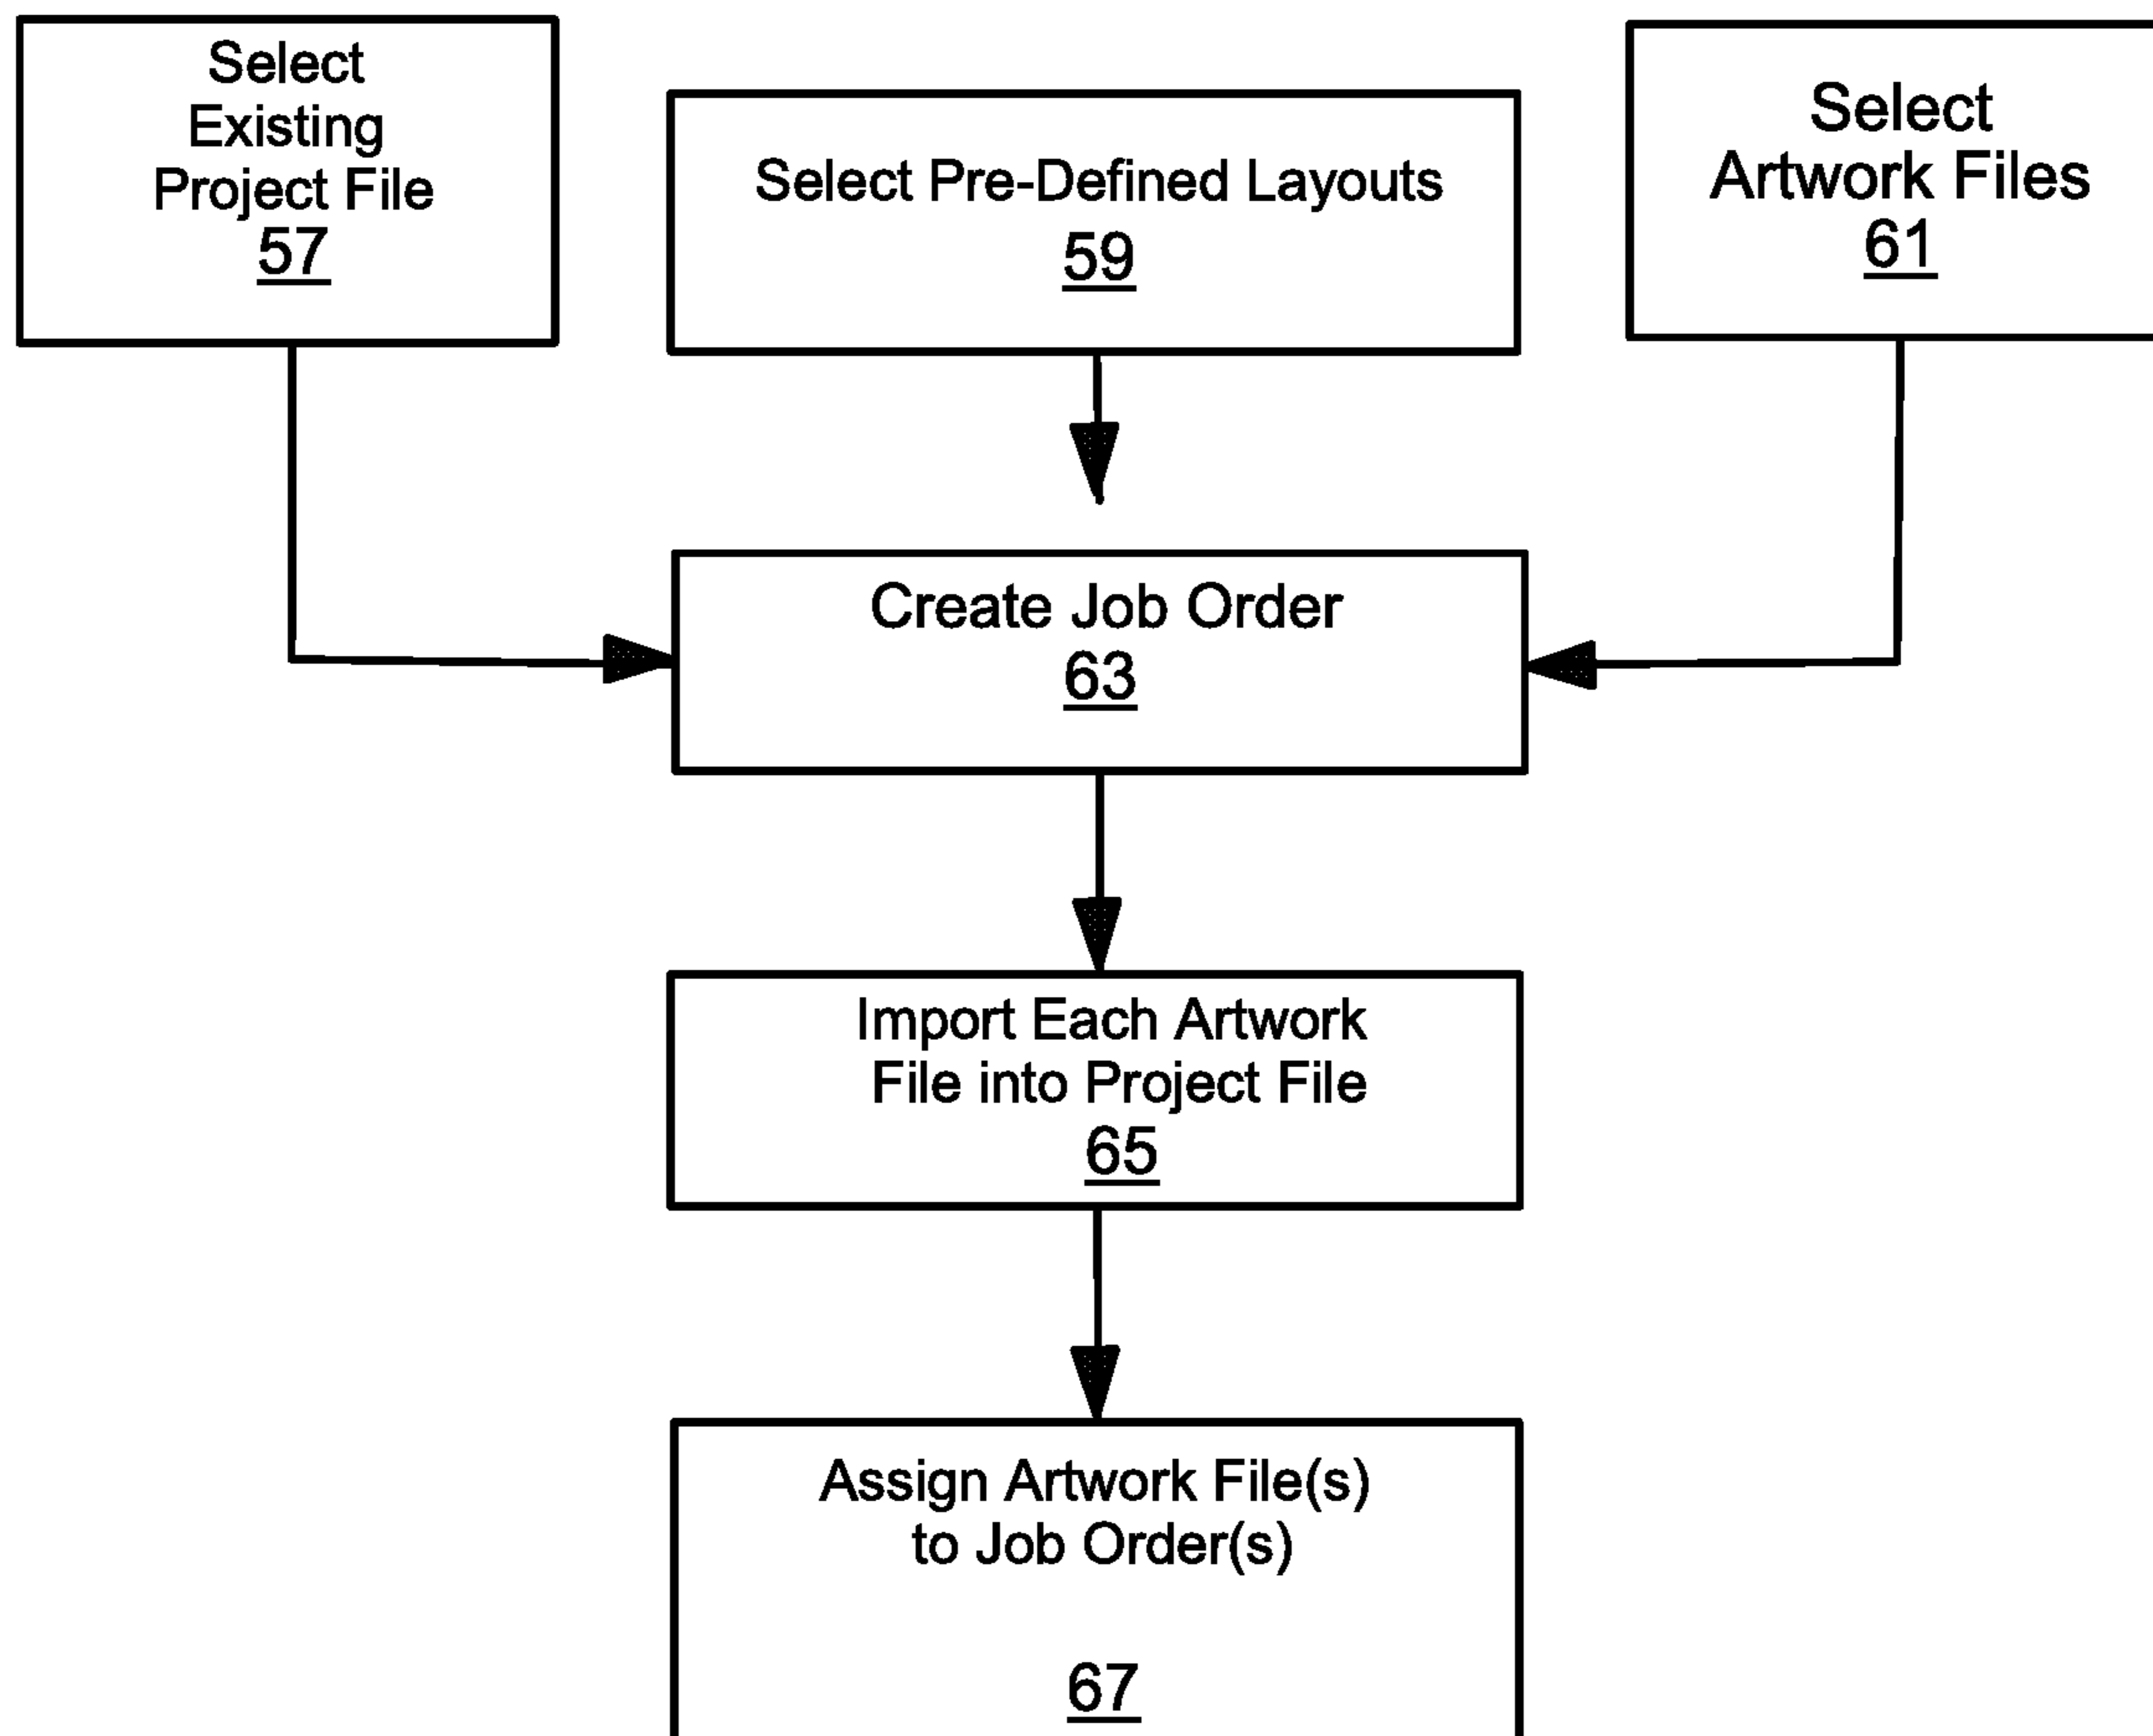 Select
Existing
Project File
57
Select Pre-Defined Layouts
59
Select
Artwork Files
61
Create Job Order
63
Import Each Artwork
File into Project File
65
Assign Artwork File(s)
to Job Order(s)
67